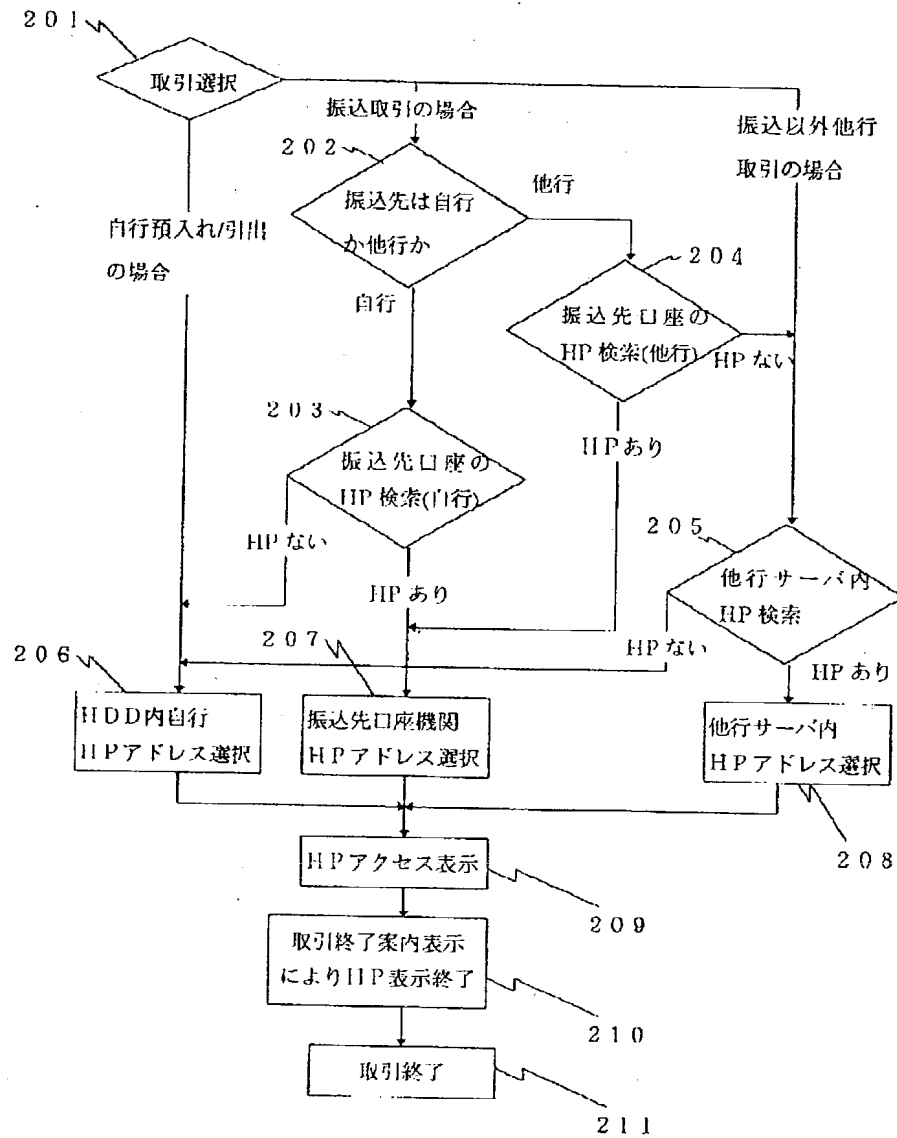 201
取引選択
振込取引の場合
振込以外他行
取引の場合
202
振込先は自行
か他行か
他行
自行預入れ/引出
の場合
204
自行
振込先口座の
HP検索(他行)
HPない
203
HPあり
振込先口座の
HP検索(自行)
205
HPない
他行サーバ内
HP検索
HPあり
206
207
HPない
HPあり
HDD内自行
HPアドレス選択
振込先口座機関
HPアドレス選択
他行サーバ内
HPアドレス選択
HPアクセス表示
208
209
取引終了案内表示
によりHP表示終了
210
取引終了
211